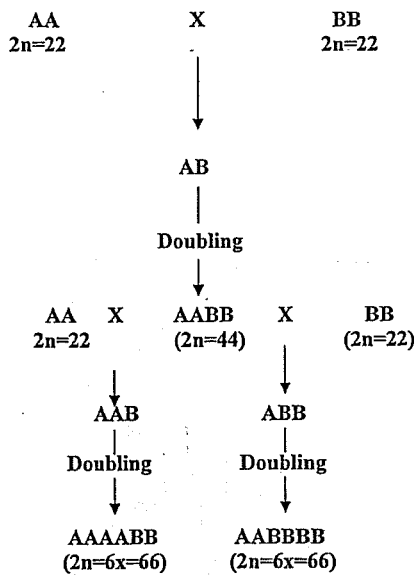 AA X BB
2n=22 2n=22
AB
Doubling
AA X AABB X BB
2n=22 (2n=44) (2n=22)
AAB ABB
Doubling Doubling
AAAABB AABBBB
(2n=6x=66) (2n=6x=66)